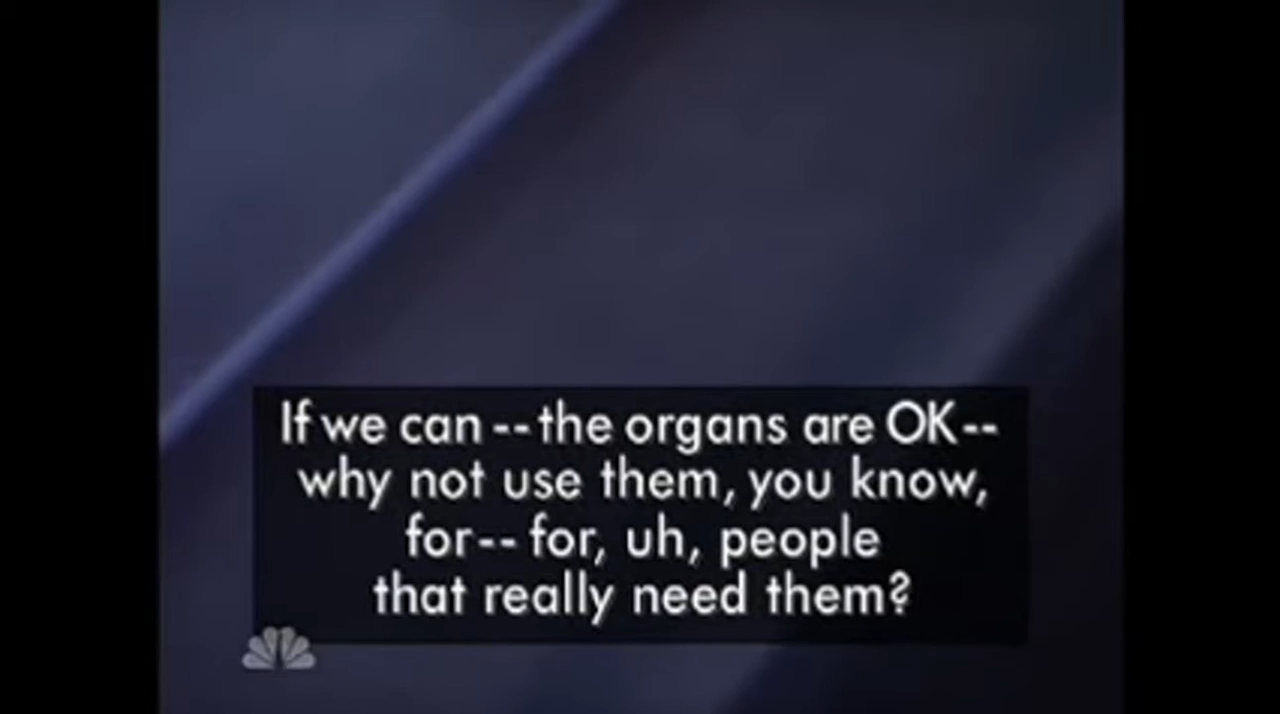 If we can -- the organs are OK --
why not use them, you know,
for -- for, uh, people
that really need them?